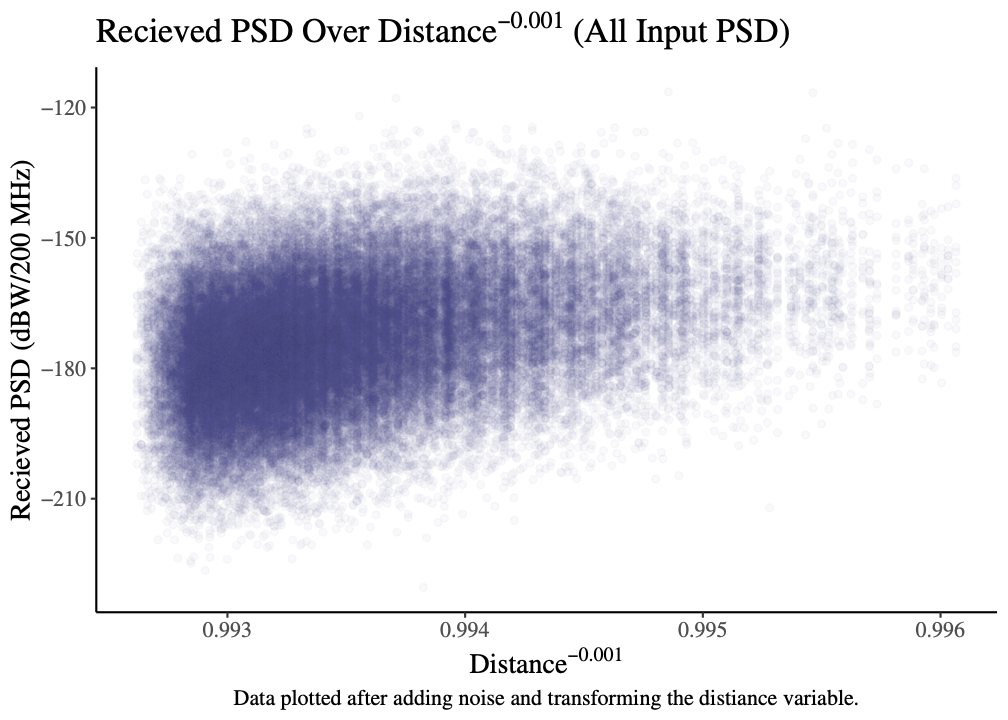 Recieved PSD Over Distance−0.001 (All Input PSD)
Recieved PSD (dBW/200 MHz)
−120
−150
−180
−210
0.993 0.994 0.995 0.996
Distance−0.001
Data plotted after adding noise and transforming the distiance variable.